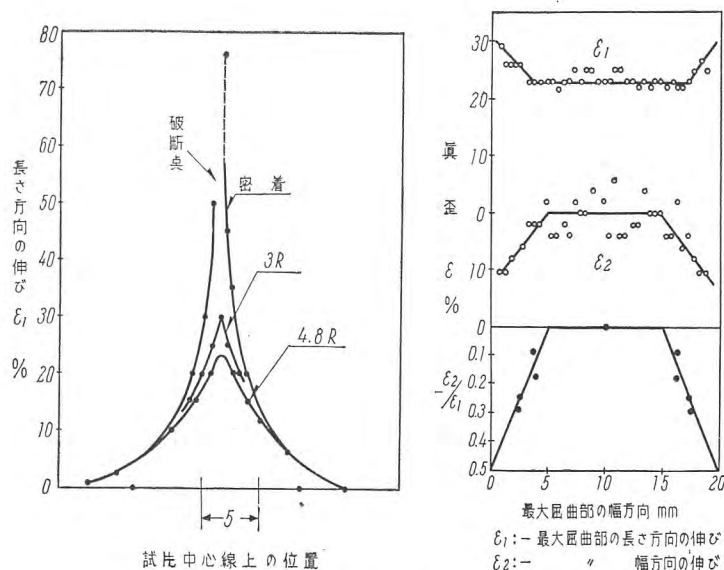 80
70
60
50
40
30
20
10
0
長さ方向の伸び ε1 %
破断点
密着
3R
4.8R
5
試片中心線上の位置
30
20
10
0
10
0
0.1
0.2
0.3
0.4
0.5
眞歪 ε %
ε1
ε2
-ε2/ε1
0 5 10 15 20
最大屈曲部の幅方向 mm
ε1:- 最大屈曲部の長さ方向の伸び
ε2:- 〃 幅方向の伸び